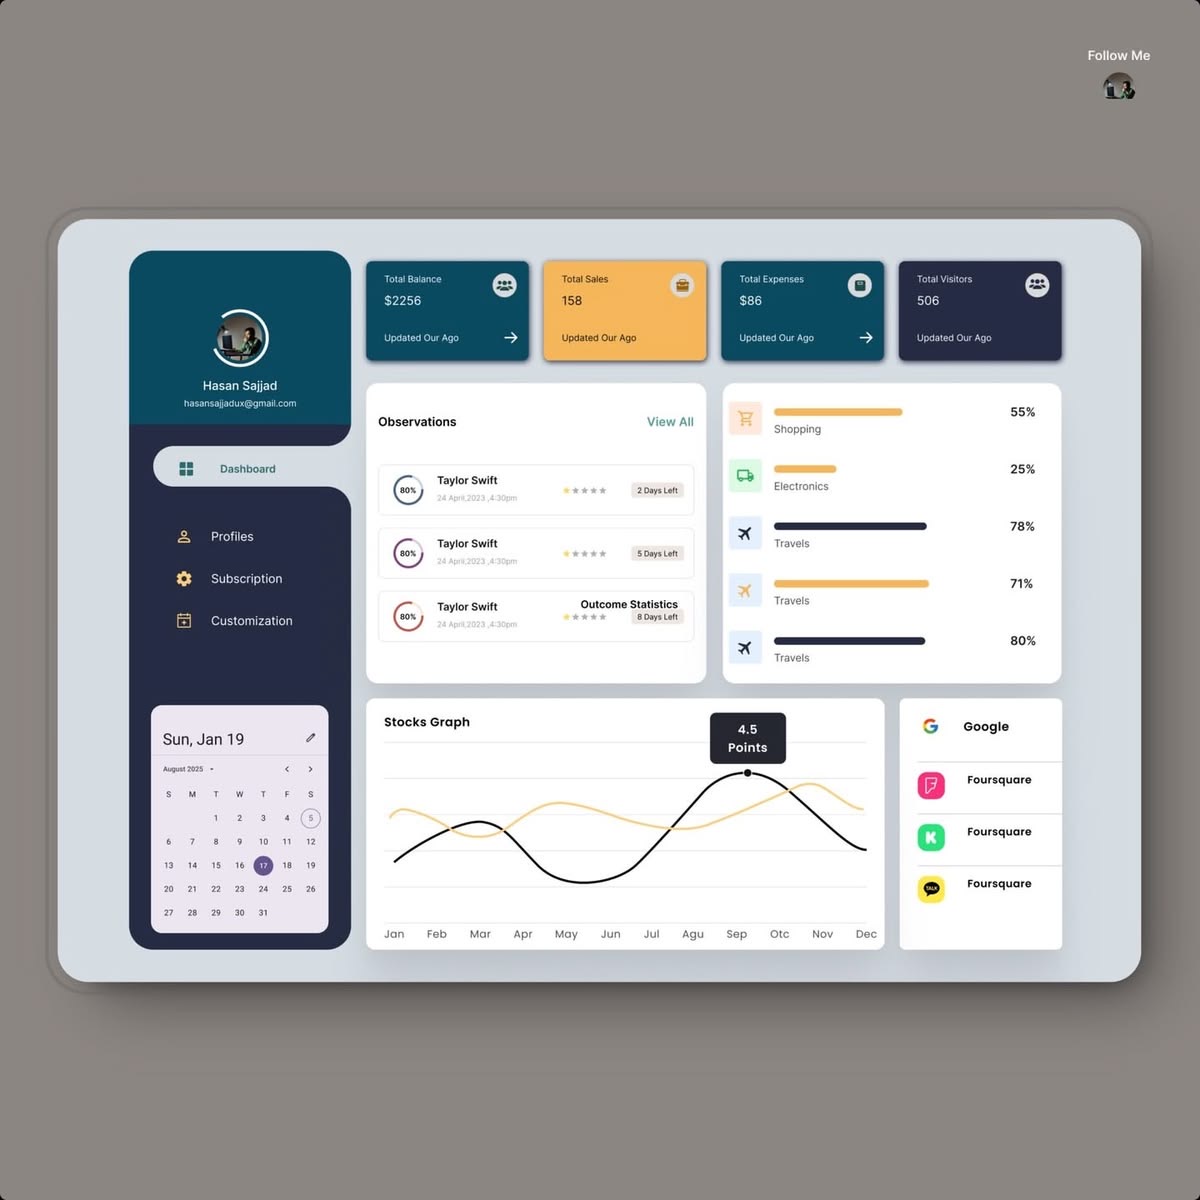 Follow Me
Hasan Sajjad
hasansajjadux@gmail.com
Dashboard
Profiles
Subscription
Customization
Sun, Jan 19
August 2025
S M T W T F S
1 2 3 4 5
6 7 8 9 10 11 12
13 14 15 16 17 18 19
20 21 22 23 24 25 26
27 28 29 30 31
Total Balance
$2256
Updated Our Ago
Total Sales
158
Updated Our Ago
Total Expenses
$86
Updated Our Ago
Total Visitors
506
Updated Our Ago
Observations
View All
80%
Taylor Swift
24 April,2023 ,4:30pm
2 Days Left
80%
Taylor Swift
24 April,2023 ,4:30pm
5 Days Left
80%
Taylor Swift
24 April,2023 ,4:30pm
Outcome Statistics
8 Days Left
55%
Shopping
25%
Electronics
78%
Travels
71%
Travels
80%
Travels
Stocks Graph
4.5
Points
Jan Feb Mar Apr May Jun Jul Agu Sep Otc Nov Dec
Google
Foursquare
Foursquare
TALK
Foursquare